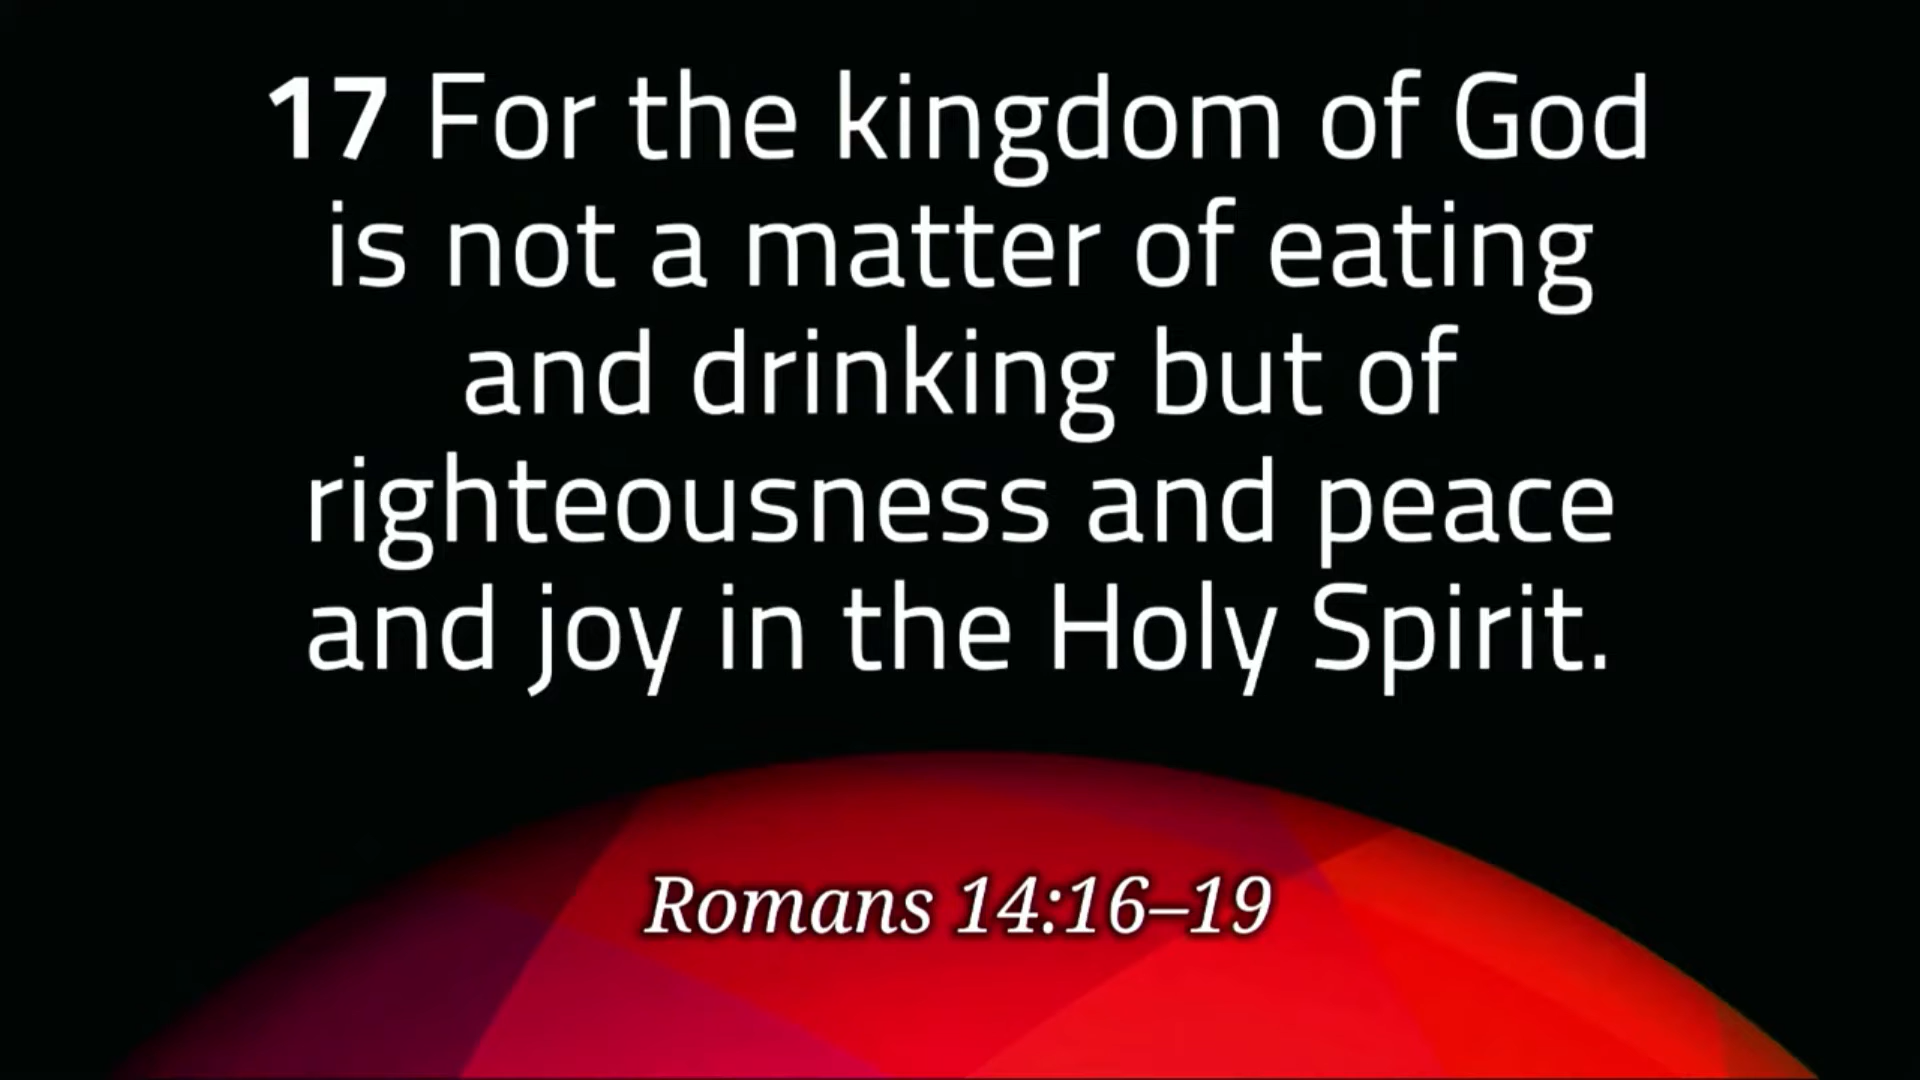 17 For the kingdom of God
is not a matter of eating
and drinking but of
righteousness and peace
and joy in the Holy Spirit.
Romans 14:16–19